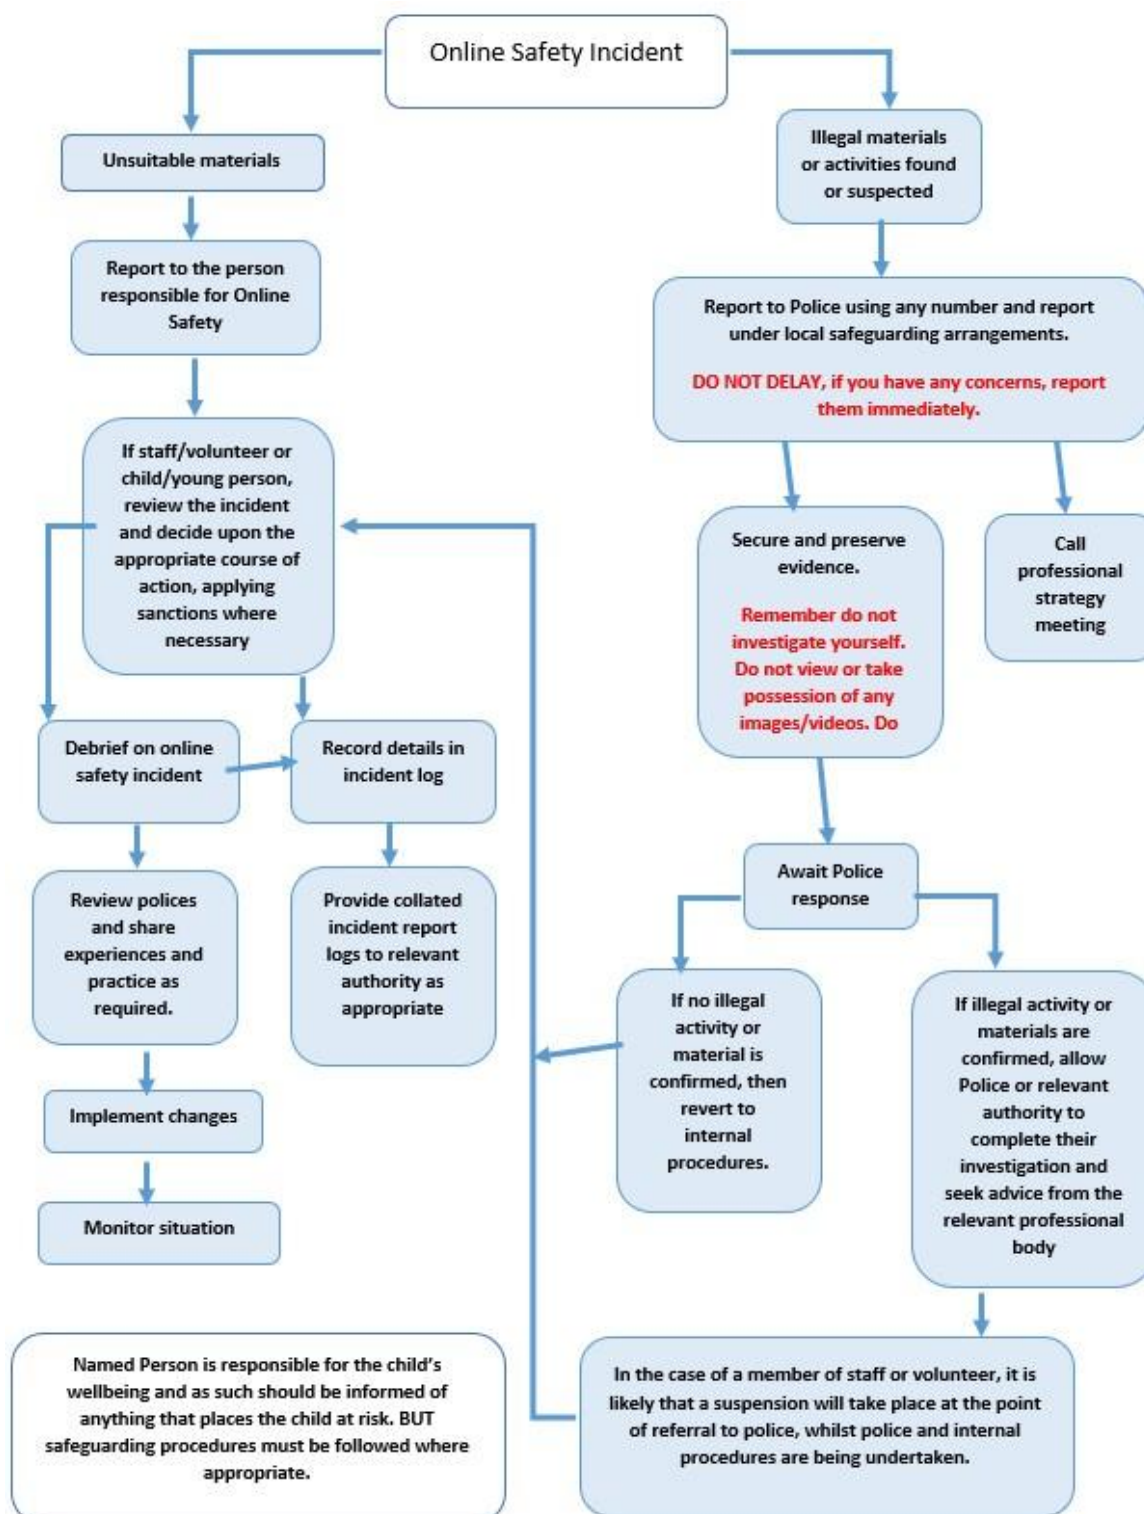 Online Safety Incident
Unsuitable materials
Report to the person
responsible for Online
Safety
If staff/volunteer or
child/young person,
review the incident
and decide upon the
appropriate course of
action, applying
sanctions where
necessary
Debrief on online
safety incident
Record details in
incident log
Review polices
and share
experiences and
practice as
required.
Provide collated
incident report
logs to relevant
authority as
appropriate
Implement changes
Monitor situation
Named Person is responsible for the child’s
wellbeing and as such should be informed of
anything that places the child at risk. BUT
safeguarding procedures must be followed where
appropriate.
Illegal materials
or activities found
or suspected
Report to Police using any number and report
under local safeguarding arrangements.
DO NOT DELAY, if you have any concerns, report
them immediately.
Secure and preserve
evidence.
Remember do not
investigate yourself.
Do not view or take
possession of any
images/videos. Do
Call
professional
strategy
meeting
Await Police
response
If no illegal
activity or
material is
confirmed, then
revert to
internal
procedures.
If illegal activity or
materials are
confirmed, allow
Police or relevant
authority to
complete their
investigation and
seek advice from the
relevant professional
body
In the case of a member of staff or volunteer, it is
likely that a suspension will take place at the point
of referral to police, whilst police and internal
procedures are being undertaken.